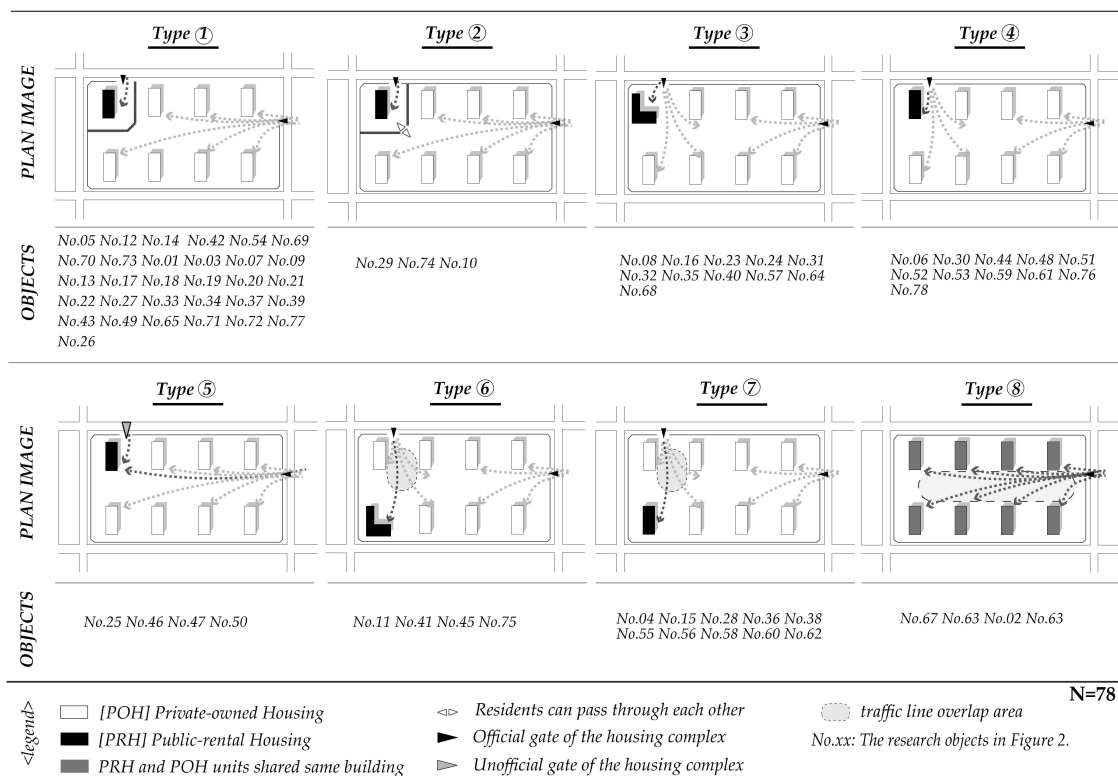 Type ① Type ② Type ③ Type ④
PLAN IMAGE
OBJECTS
No.05 No.12 No.14 No.42 No.54 No.69
No.70 No.73 No.01 No.03 No.07 No.09
No.13 No.17 No.18 No.19 No.20 No.21
No.22 No.27 No.33 No.34 No.37 No.39
No.43 No.49 No.65 No.71 No.72 No.77
No.26
No.29 No.74 No.10
No.08 No.16 No.23 No.24 No.31
No.32 No.35 No.40 No.57 No.64
No.68
No.06 No.30 No.44 No.48 No.51
No.52 No.53 No.59 No.61 No.76
No.78
Type ⑤ Type ⑥ Type ⑦ Type ⑧
PLAN IMAGE
OBJECTS
No.25 No.46 No.47 No.50
No.11 No.41 No.45 No.75
No.04 No.15 No.28 No.36 No.38
No.55 No.56 No.58 No.60 No.62
No.67 No.63 No.02 No.63
N=78
<legend>
[POH] Private-owned Housing
[PRH] Public-rental Housing
PRH and POH units shared same building
Residents can pass through each other
Official gate of the housing complex
Unofficial gate of the housing complex
traffic line overlap area
No.xx: The research objects in Figure 2.